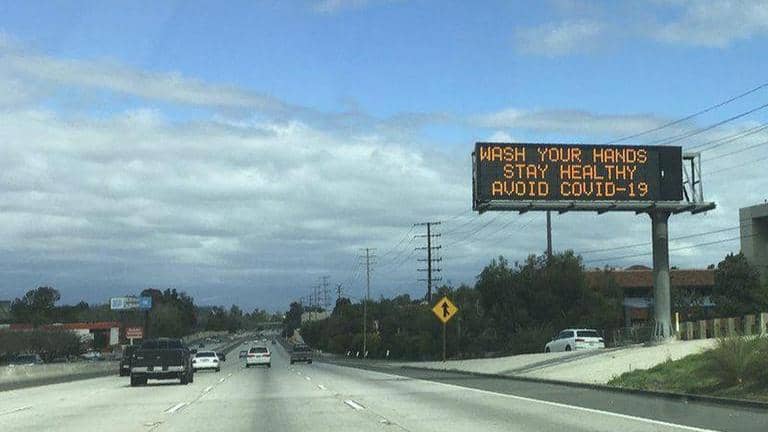 WASH YOUR HANDS
STAY HEALTHY
AVOID COVID-19